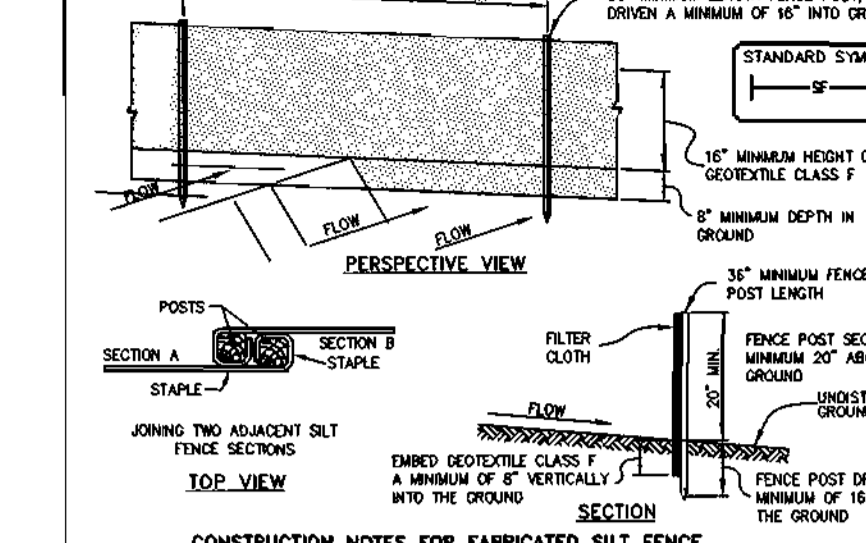 DRIVEN A MINIMUM OF 16" INTO GR
STANDARD SYM
SF
16" MINIMUM HEIGHT O
GEOTEXTILE CLASS F
8" MINIMUM DEPTH IN
GROUND
FLOW
FLOW
FLOW
PERSPECTIVE VIEW
36" MINIMUM FENCE
POST LENGTH
POSTS
SECTION A
SECTION B
STAPLE
STAPLE
JOINING TWO ADJACENT SILT
FENCE SECTIONS
TOP VIEW
FILTER
CLOTH
FENCE POST SEC
MINIMUM 20" AB
GROUND
20" MIN.
UNDIST
GROUN
FLOW
EMBED GEOTEXTILE CLASS F
A MINIMUM OF 8" VERTICALLY
INTO THE GROUND
FENCE POST DR
MINIMUM OF 16
THE GROUND
SECTION
CONSTRUCTION NOTES FOR FABRICATED SILT FENCE